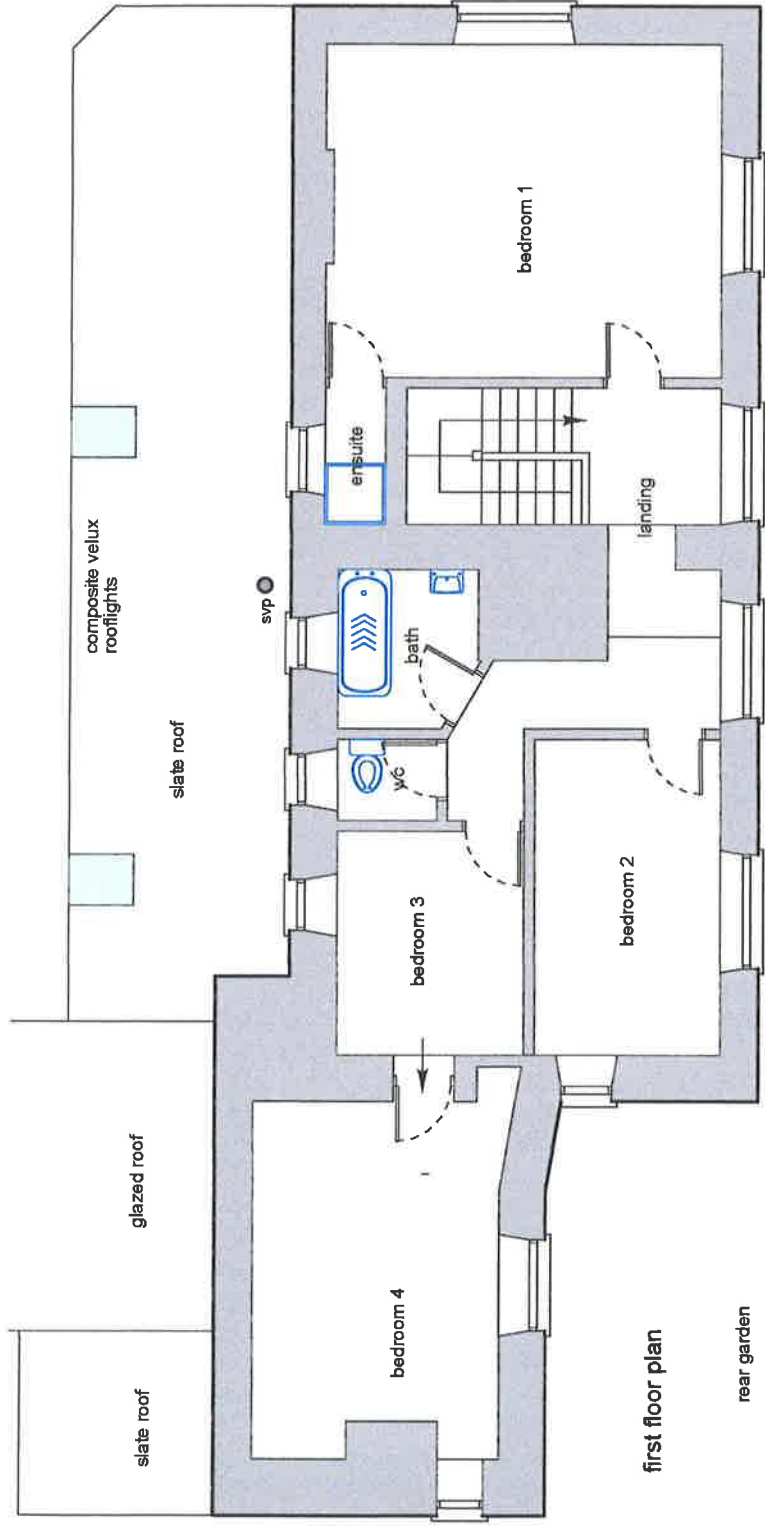 composite velux
rooflights
slate roof
svp
glazed roof
slate roof
bedroom 1
ensuite
landing
bath
wc
bedroom 3
bedroom 2
bedroom 4
first floor plan
rear garden